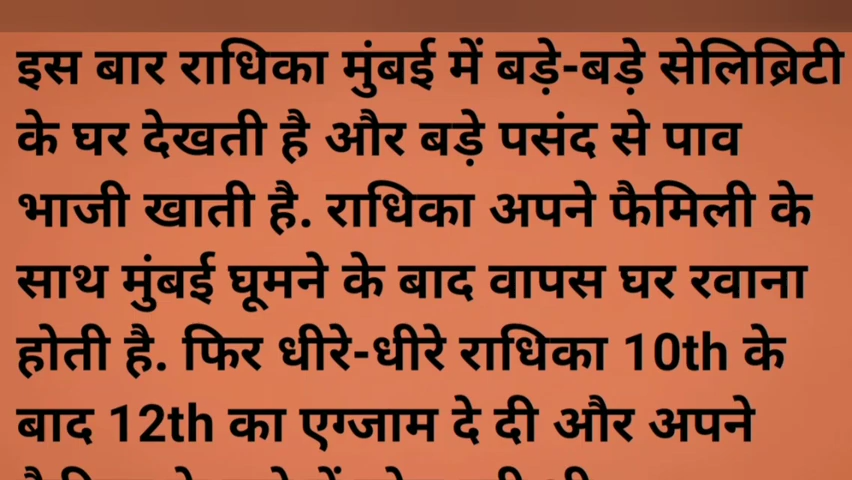 इस बार राधिका मुंबई में बड़े-बड़े सेलिब्रिटी
के घर देखती है और बड़े पसंद से पाव
भाजी खाती है. राधिका अपने फैमिली के
साथ मुंबई घूमने के बाद वापस घर रवाना
होती है. फिर धीरे-धीरे राधिका 10th के
बाद 12th का एग्जाम दे दी और अपने